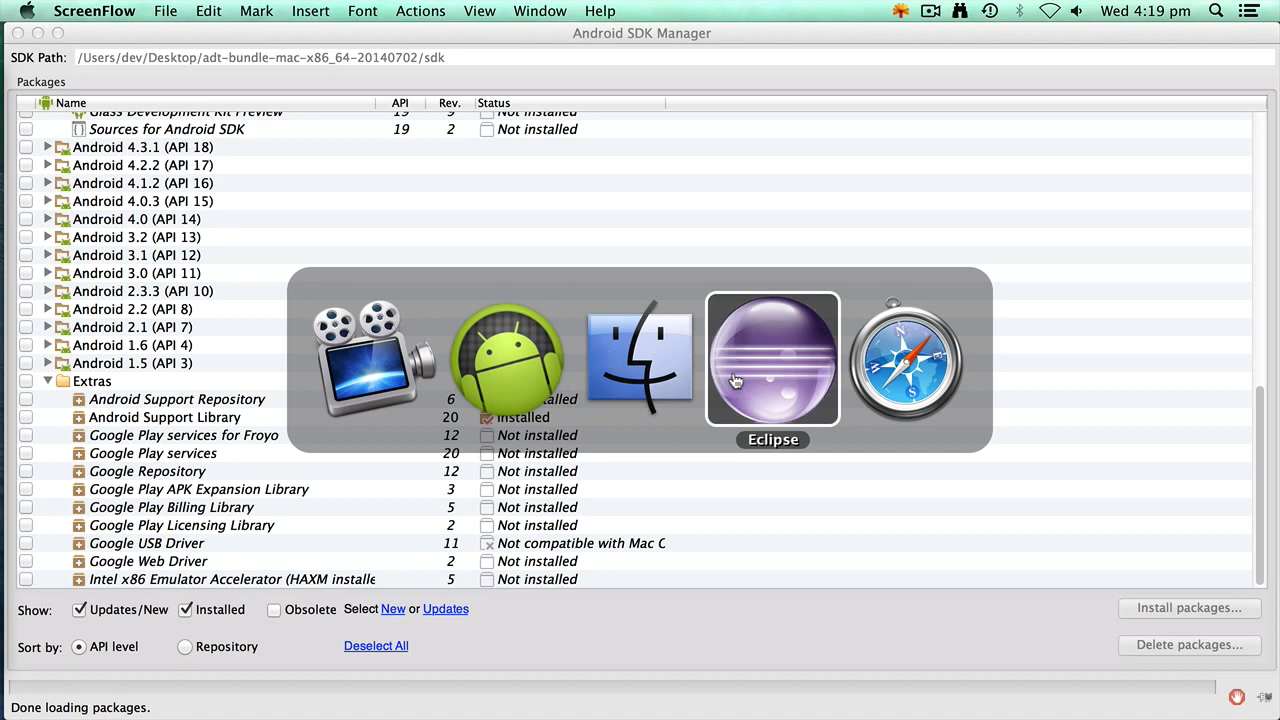 ScreenFlow File Edit Mark Insert Font Actions View Window Help Wed 4:19 pm
Android SDK Manager
SDK Path: /Users/dev/Desktop/adt-bundle-mac-x86_64-20140702/sdk
Packages
Name API Rev. Status
Glass Development Kit Preview 19 Not installed
Sources for Android SDK 19 2 Not installed
Android 4.3.1 (API 18)
Android 4.2.2 (API 17)
Android 4.1.2 (API 16)
Android 4.0.3 (API 15)
Android 4.0 (API 14)
Android 3.2 (API 13)
Android 3.1 (API 12)
Android 3.0 (API 11)
Android 2.3.3 (API 10)
Android 2.2 (API 8)
Android 2.1 (API 7)
Android 1.6 (API 4)
Android 1.5 (API 3)
Extras
Android Support Repository 6
Android Support Library 20 Installed
Eclipse
Google Play services for Froyo 12 Not installed
Google Play services 20 Not installed
Google Repository 12 Not installed
Google Play APK Expansion Library 3 Not installed
Google Play Billing Library 5 Not installed
Google Play Licensing Library 2 Not installed
Google USB Driver 11 Not compatible with Mac O
Google Web Driver 2 Not installed
Intel x86 Emulator Accelerator (HAXM installe 5 Not installed
Show: Updates/New Installed Obsolete Select New or Updates Install packages...
Sort by: API level Repository Deselect All Delete packages...
Done loading packages.